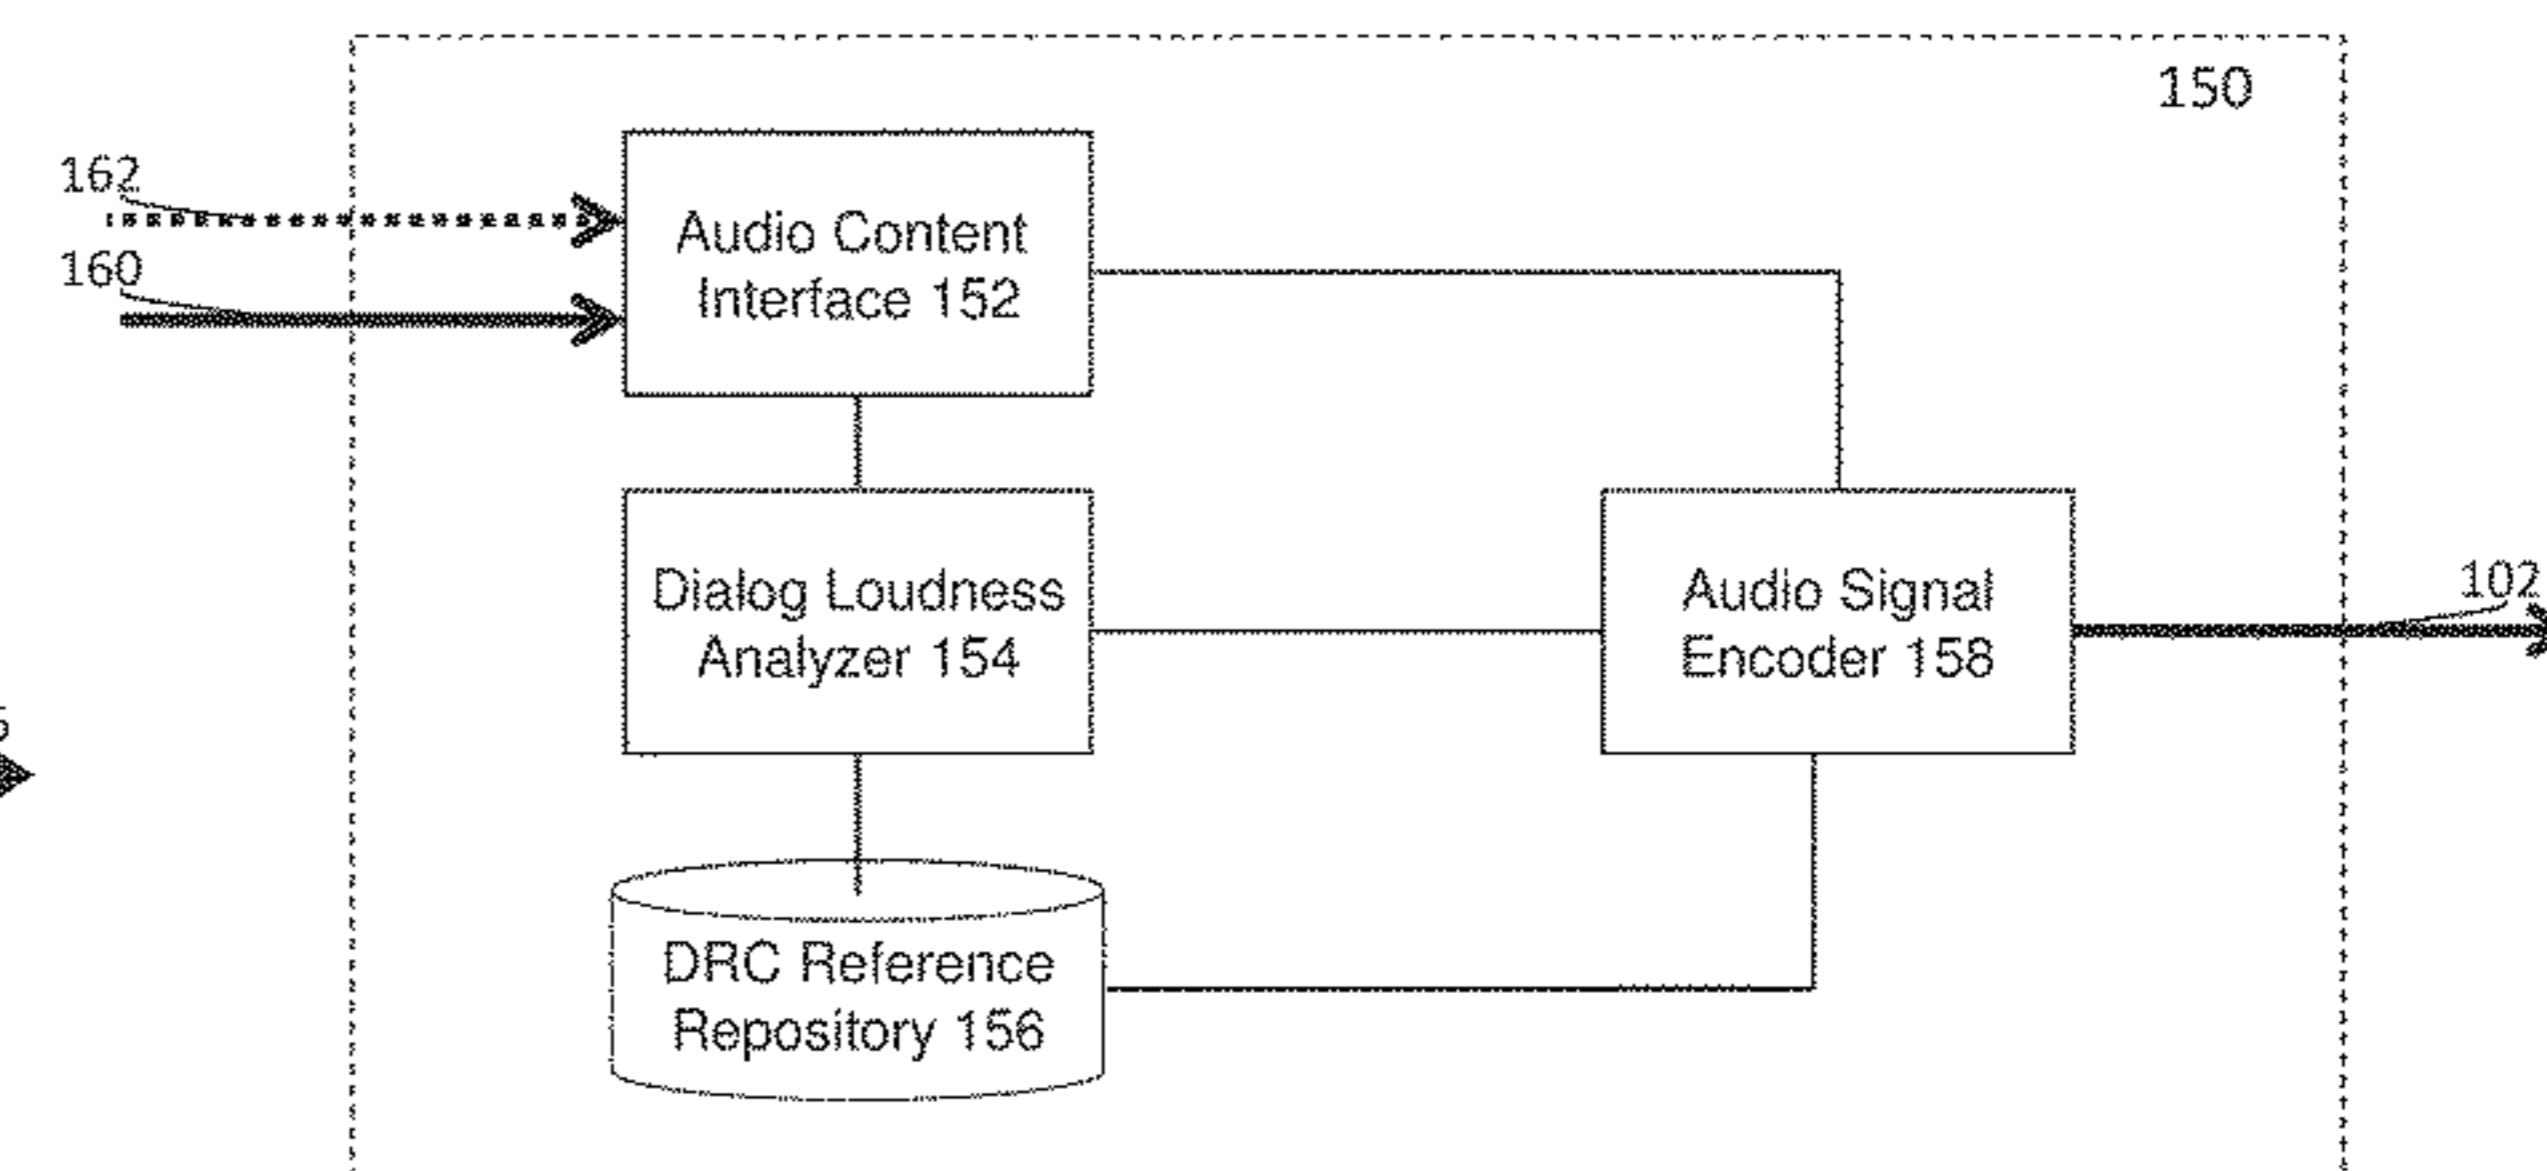 150
162
160
Audio Content
Interface 152
Dialog Loudness
Analyzer 154
Audio Signal
Encoder 158
102
DRC Reference
Repository 156